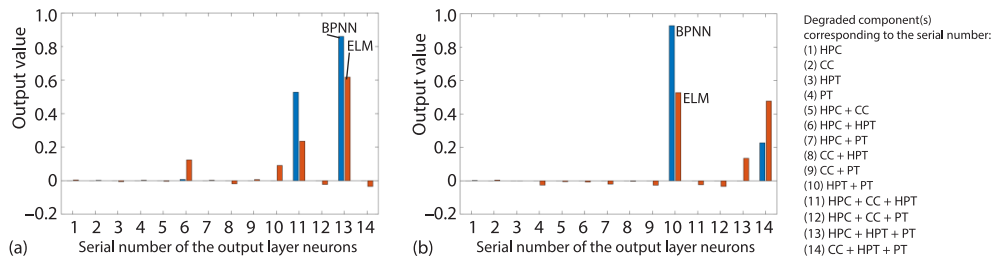 1.0
0.8
0.6
0.4
0.2
0
−0.2
Output value
BPNN
ELM
1 2 3 4 5 6 7 8 9 10 11 12 13 14
Serial number of the output layer neurons
(a)
1.0
0.8
0.6
0.4
0.2
0
−0.2
Output value
BPNN
ELM
1 2 3 4 5 6 7 8 9 10 11 12 13 14
Serial number of the output layer neurons
(b)
Degraded component(s)
corresponding to the serial number:
(1) HPC
(2) CC
(3) HPT
(4) PT
(5) HPC + CC
(6) HPC + HPT
(7) HPC + PT
(8) CC + HPT
(9) CC + PT
(10) HPT + PT
(11) HPC + CC + HPT
(12) HPC + CC + PT
(13) HPC + HPT + PT
(14) CC + HPT + PT